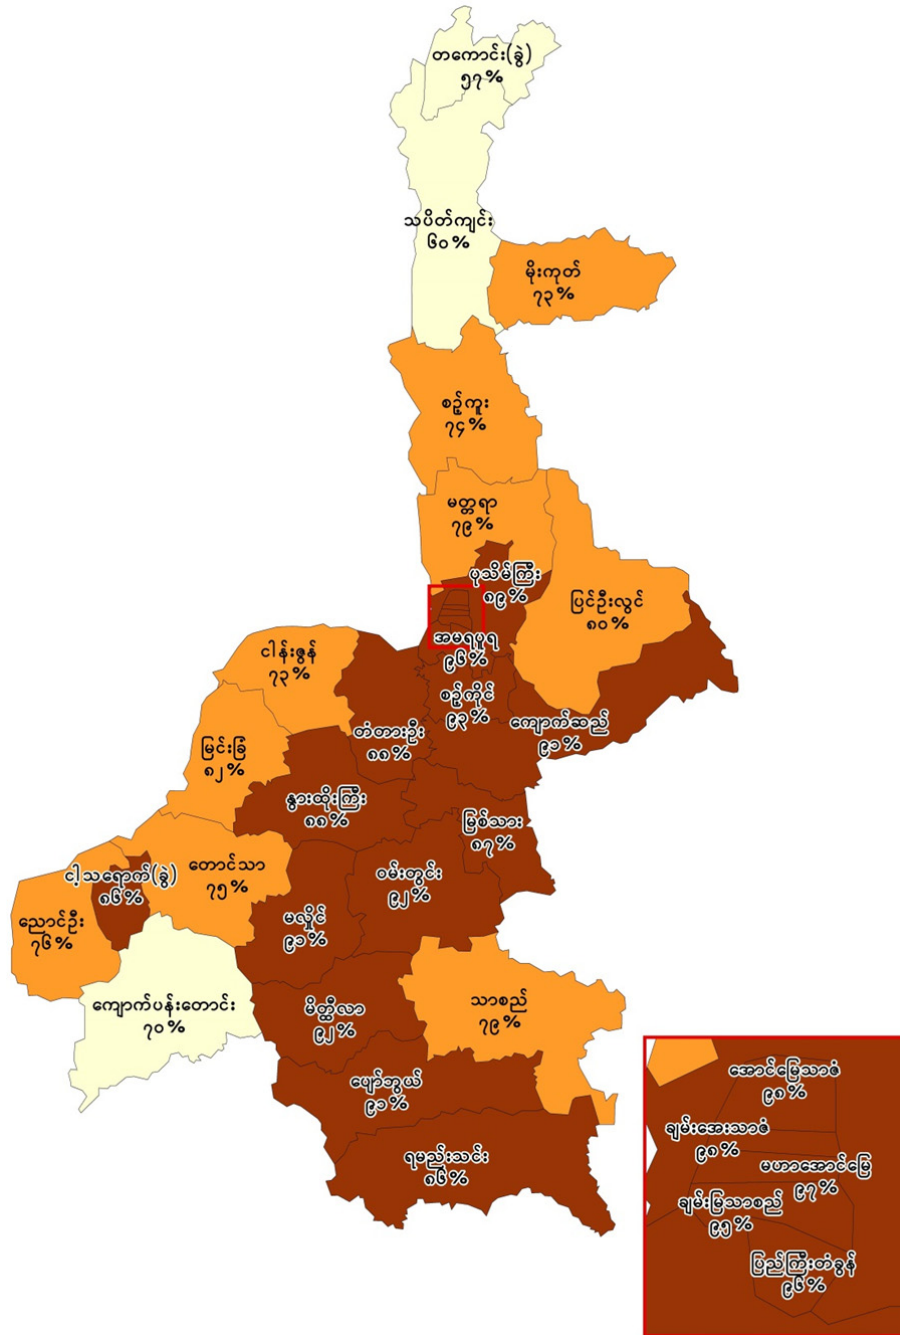 တကောင်း(ခွဲ)
၅၇%
သပိတ်ကျင်း
၆၀%
မိုးကုတ်
၇၃%
စဉ့်ကူး
၇၄%
မတ္တရာ
၇၉%
ပုသိမ်ကြီး
၈၉%
ပြင်ဦးလွင်
၈၀%
အမရပူရ
၉၆%
ငါန်းဇွန်
၇၃%
စဉ့်ကိုင်
၉၃%
ကျောက်ဆည်
၉၁%
တံတားဦး
၈၈%
မြင်းခြံ
၈၂%
နွားထိုးကြီး
၈၈%
မြစ်သား
၈၇%
ငါ့သရောက်(ခွဲ)
၈၆%
တောင်သာ
၇၅%
ဝမ်းတွင်း
၉၂%
ညောင်ဦး
၇၆%
မလှိုင်
၉၁%
ကျောက်ပန်းတောင်း
၇၀%
မိတ္ထီလာ
၉၂%
သာစည်
၇၉%
ပျော်ဘွယ်
၉၁%
ရမည်းသင်း
၈၆%
အောင်မြေသာဇံ
၉၈%
ချမ်းအေးသာဇံ
၉၈%
မဟာအောင်မြေ
၉၇%
ချမ်းမြသာစည်
၉၅%
ပြည်ကြီးတံခွန်
၉၆%